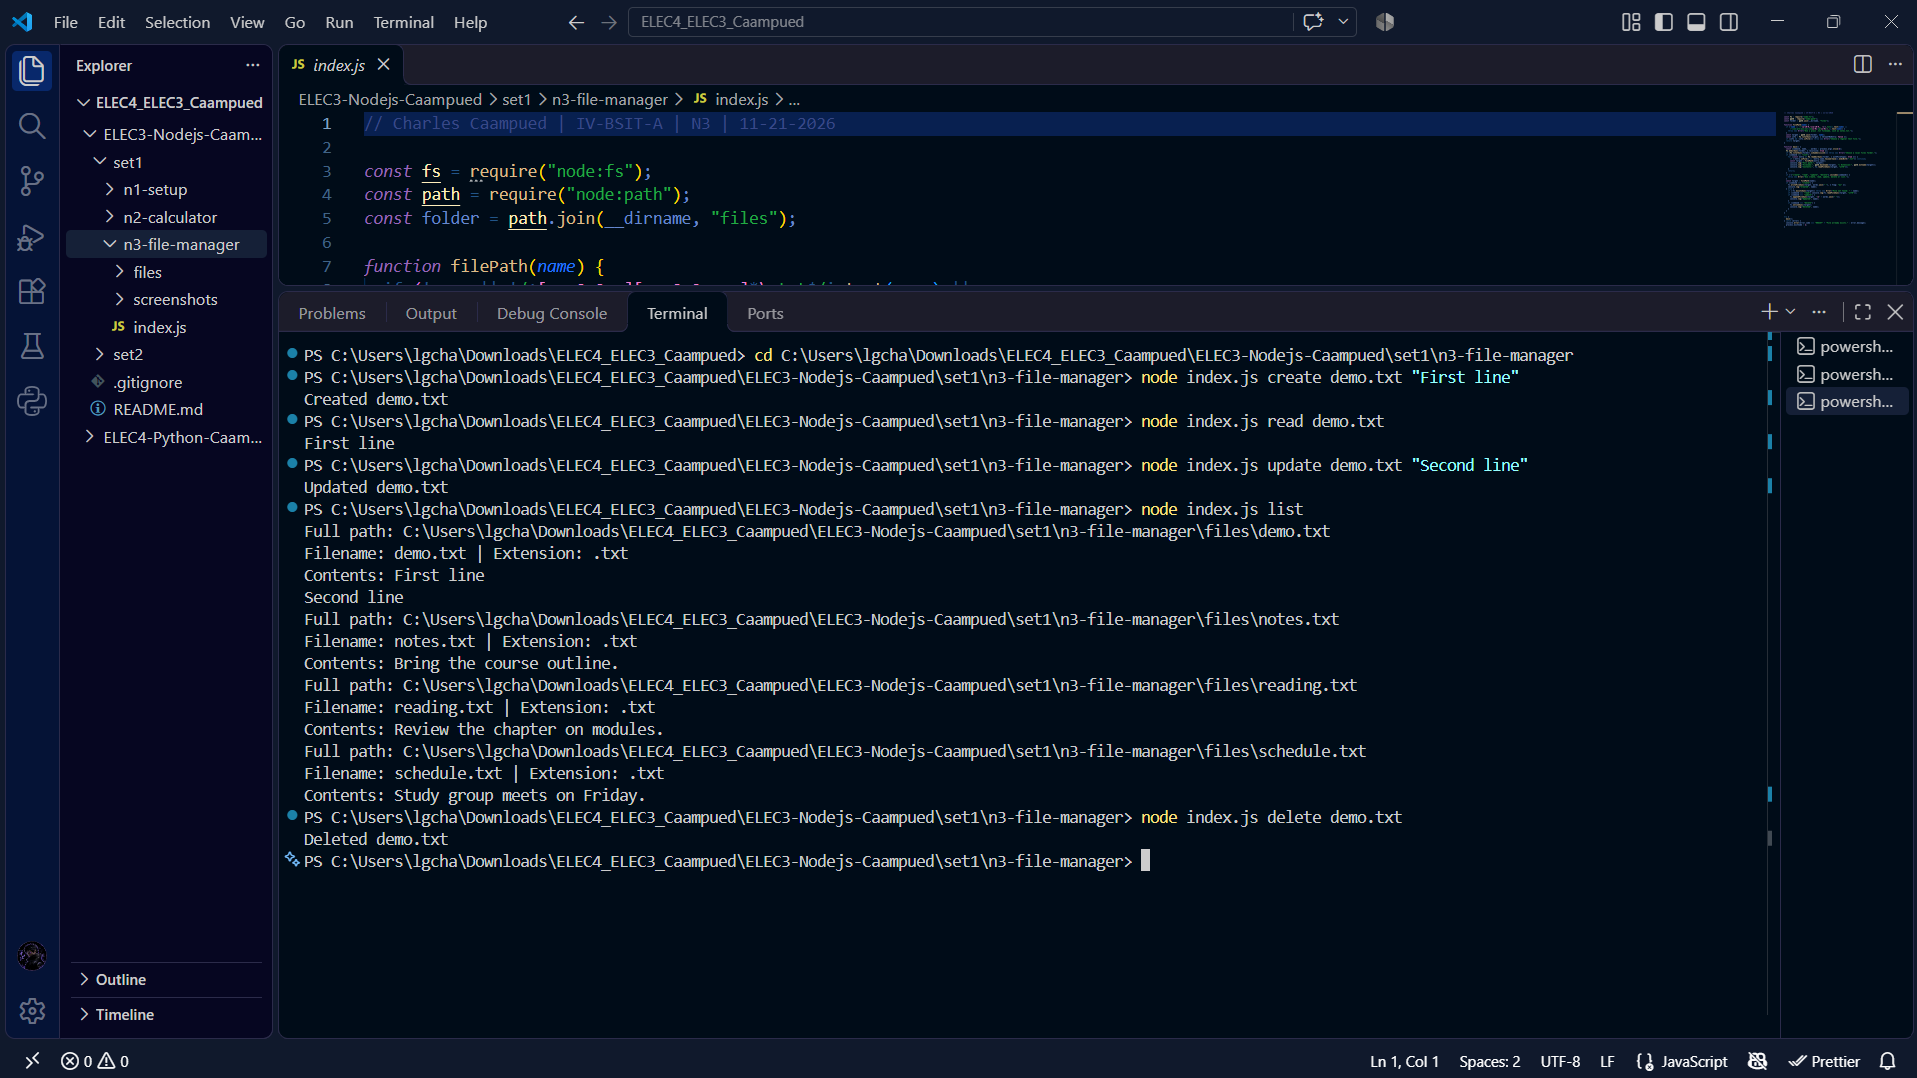 File Edit Selection View Go Run Terminal Help
ELEC4_ELEC3_Caampued
Explorer
ELEC4_ELEC3_Caampued
ELEC3-Nodejs-Caam...
set1
n1-setup
n2-calculator
n3-file-manager
files
screenshots
JS index.js
set2
.gitignore
README.md
ELEC4-Python-Caam...
Outline
Timeline
JS index.js
ELEC3-Nodejs-Caampued > set1 > n3-file-manager > JS index.js > ...
1 // Charles Caampued | IV-BSIT-A | N3 | 11-21-2026
2
3 const fs = require("node:fs");
4 const path = require("node:path");
5 const folder = path.join(__dirname, "files");
6
7 function filePath(name) {
Problems Output Debug Console Terminal Ports
PS C:\Users\lgcha\Downloads\ELEC4_ELEC3_Caampued> cd C:\Users\lgcha\Downloads\ELEC4_ELEC3_Caampued\ELEC3-Nodejs-Caampued\set1\n3-file-manager
PS C:\Users\lgcha\Downloads\ELEC4_ELEC3_Caampued\ELEC3-Nodejs-Caampued\set1\n3-file-manager> node index.js create demo.txt "First line"
Created demo.txt
PS C:\Users\lgcha\Downloads\ELEC4_ELEC3_Caampued\ELEC3-Nodejs-Caampued\set1\n3-file-manager> node index.js read demo.txt
First line
PS C:\Users\lgcha\Downloads\ELEC4_ELEC3_Caampued\ELEC3-Nodejs-Caampued\set1\n3-file-manager> node index.js update demo.txt "Second line"
Updated demo.txt
PS C:\Users\lgcha\Downloads\ELEC4_ELEC3_Caampued\ELEC3-Nodejs-Caampued\set1\n3-file-manager> node index.js list
Full path: C:\Users\lgcha\Downloads\ELEC4_ELEC3_Caampued\ELEC3-Nodejs-Caampued\set1\n3-file-manager\files\demo.txt
Filename: demo.txt | Extension: .txt
Contents: First line
Second line
Full path: C:\Users\lgcha\Downloads\ELEC4_ELEC3_Caampued\ELEC3-Nodejs-Caampued\set1\n3-file-manager\files\notes.txt
Filename: notes.txt | Extension: .txt
Contents: Bring the course outline.
Full path: C:\Users\lgcha\Downloads\ELEC4_ELEC3_Caampued\ELEC3-Nodejs-Caampued\set1\n3-file-manager\files\reading.txt
Filename: reading.txt | Extension: .txt
Contents: Review the chapter on modules.
Full path: C:\Users\lgcha\Downloads\ELEC4_ELEC3_Caampued\ELEC3-Nodejs-Caampued\set1\n3-file-manager\files\schedule.txt
Filename: schedule.txt | Extension: .txt
Contents: Study group meets on Friday.
PS C:\Users\lgcha\Downloads\ELEC4_ELEC3_Caampued\ELEC3-Nodejs-Caampued\set1\n3-file-manager> node index.js delete demo.txt
Deleted demo.txt
PS C:\Users\lgcha\Downloads\ELEC4_ELEC3_Caampued\ELEC3-Nodejs-Caampued\set1\n3-file-manager>
powersh...
powersh...
powersh...
0 0
Ln 1, Col 1 Spaces: 2 UTF-8 LF {} JavaScript Prettier